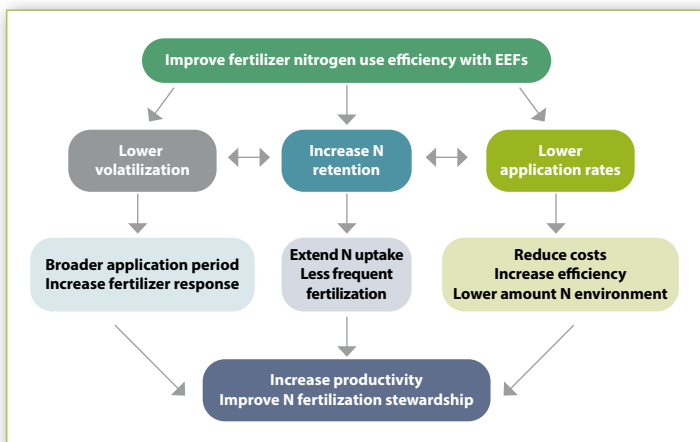 Improve fertilizer nitrogen use efficiency with EEFs
Lower
volatilization
Increase N
retention
Lower
application rates
Broader application period
Increase fertilizer response
Extend N uptake
Less frequent
fertilization
Reduce costs
Increase efficiency
Lower amount N environment
Increase productivity
Improve N fertilization stewardship